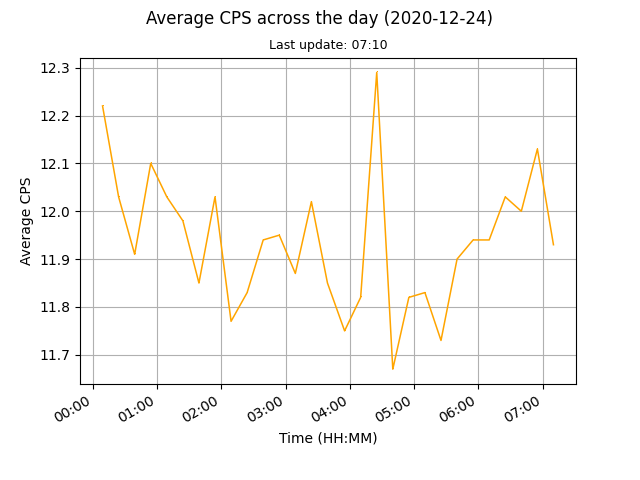 Average CPS across the day (2020-12-24)
Last update: 07:10
12.3
12.2
12.1
12.0
11.9
11.8
11.7
Average CPS
00:00 01:00 02:00 03:00 04:00 05:00 06:00 07:00
Time (HH:MM)